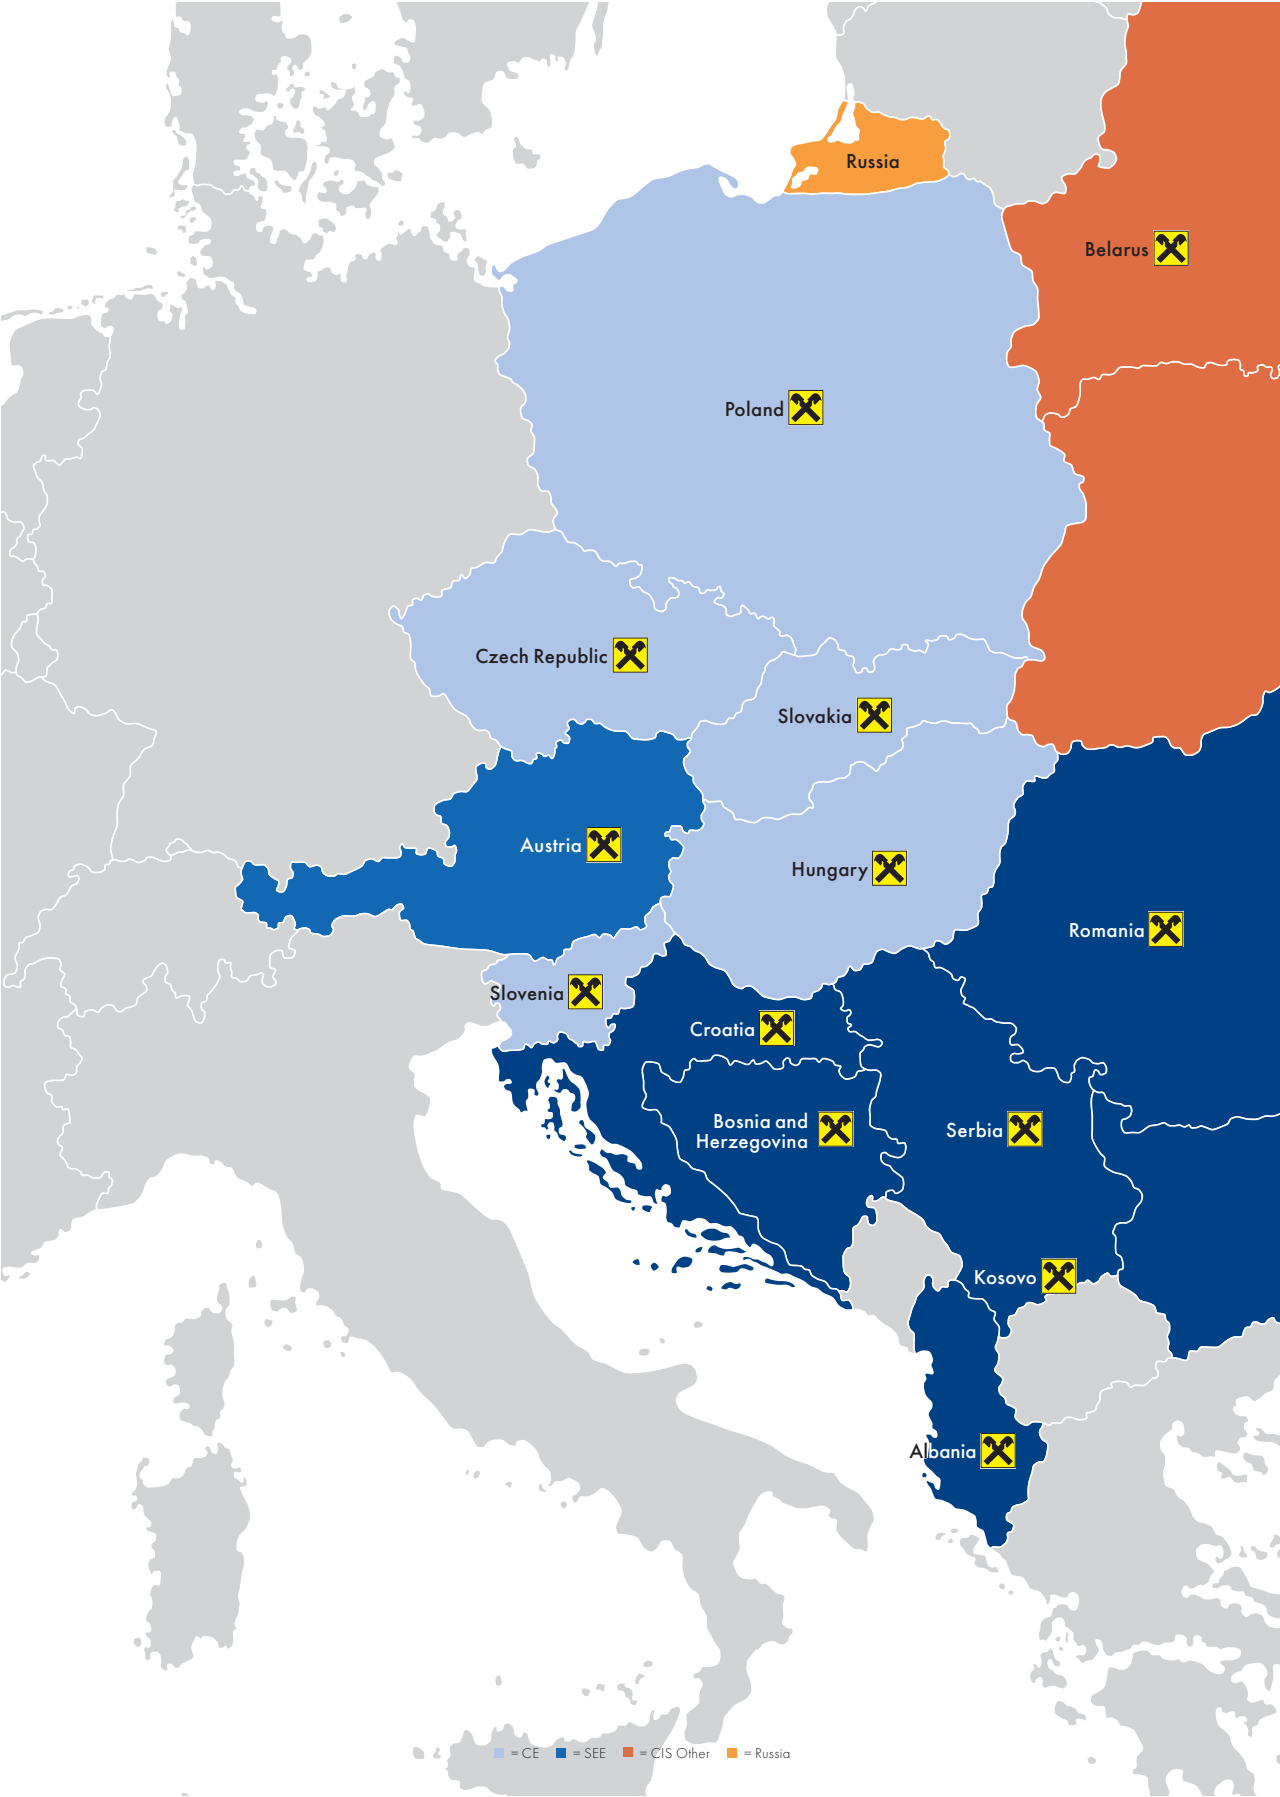 Russia
Belarus
Poland
Czech Republic
Slovakia
Austria
Hungary
Romania
Slovenia
Croatia
Bosnia and
Herzegovina
Serbia
Kosovo
Albania
= CE = SEE = CIS Other = Russia